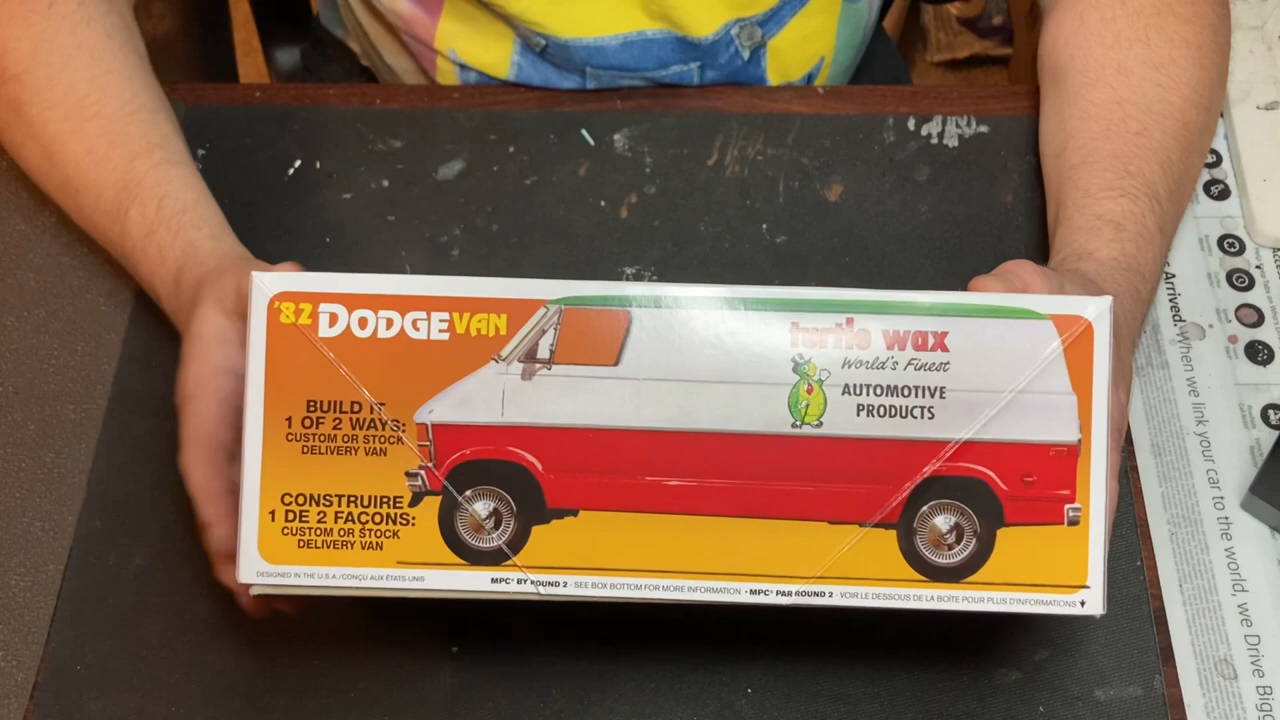 '82 DODGE VAN
BUILD IT
1 OF 2 WAYS:
CUSTOM OR STOCK
DELIVERY VAN
CONSTRUIRE
1 DE 2 FAÇONS:
CUSTOM OR STOCK
DELIVERY VAN
turtle wax
World's Finest
AUTOMOTIVE
PRODUCTS
DESIGNED IN THE U.S.A./CONÇU AUX ÉTATS-UNIS
MPC® BY ROUND 2 - SEE BOX BOTTOM FOR MORE INFORMATION • MPC® PAR ROUND 2 - VOIR LE DESSOUS DE LA BOÎTE POUR PLUS D'INFORMATIONS
Arrived. When we link your car to the world, we Drive Big